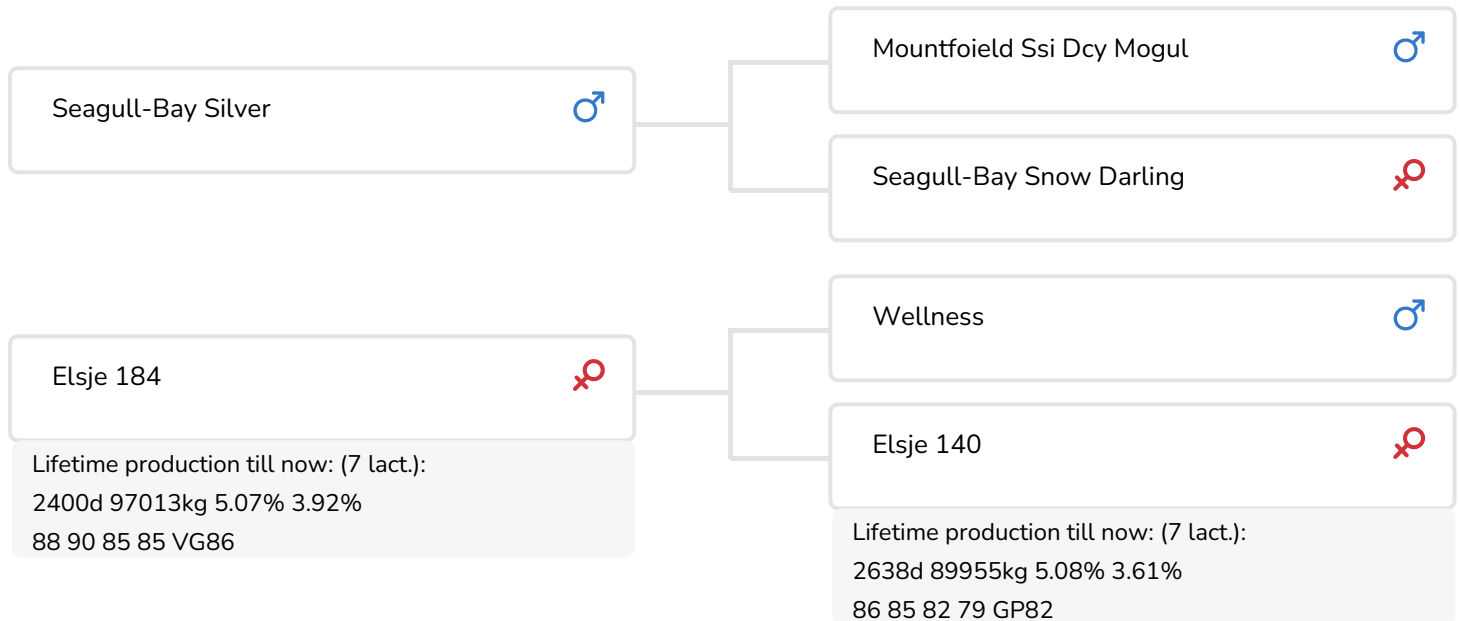 Mountfoield Ssi Dcy Mogul
Seagull-Bay Silver
Seagull-Bay Snow Darling
Wellness
Elsje 184
Elsje 140
Lifetime production till now: (7 lact.):
2400d 97013kg 5.07% 3.92%
88 90 85 85 VG86
Lifetime production till now: (7 lact.):
2638d 89955kg 5.08% 3.61%
86 85 82 79 GP82